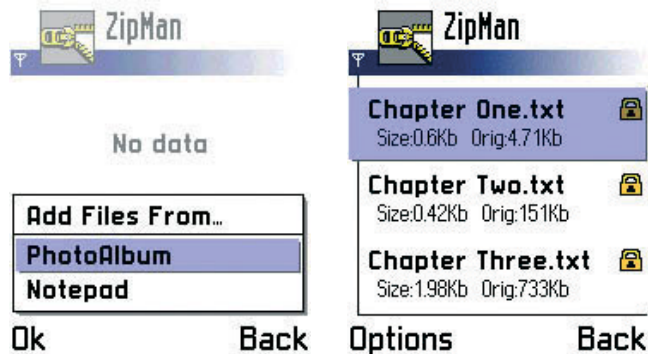 ZipMan
No data
Add Files From...
PhotoAlbum
Notepad
Ok Back
ZipMan
Chapter One.txt
Size:0.6Kb Orig:4.71Kb
Chapter Two.txt
Size:0.42Kb Orig:151Kb
Chapter Three.txt
Size:1.98Kb Orig:733Kb
Options Back